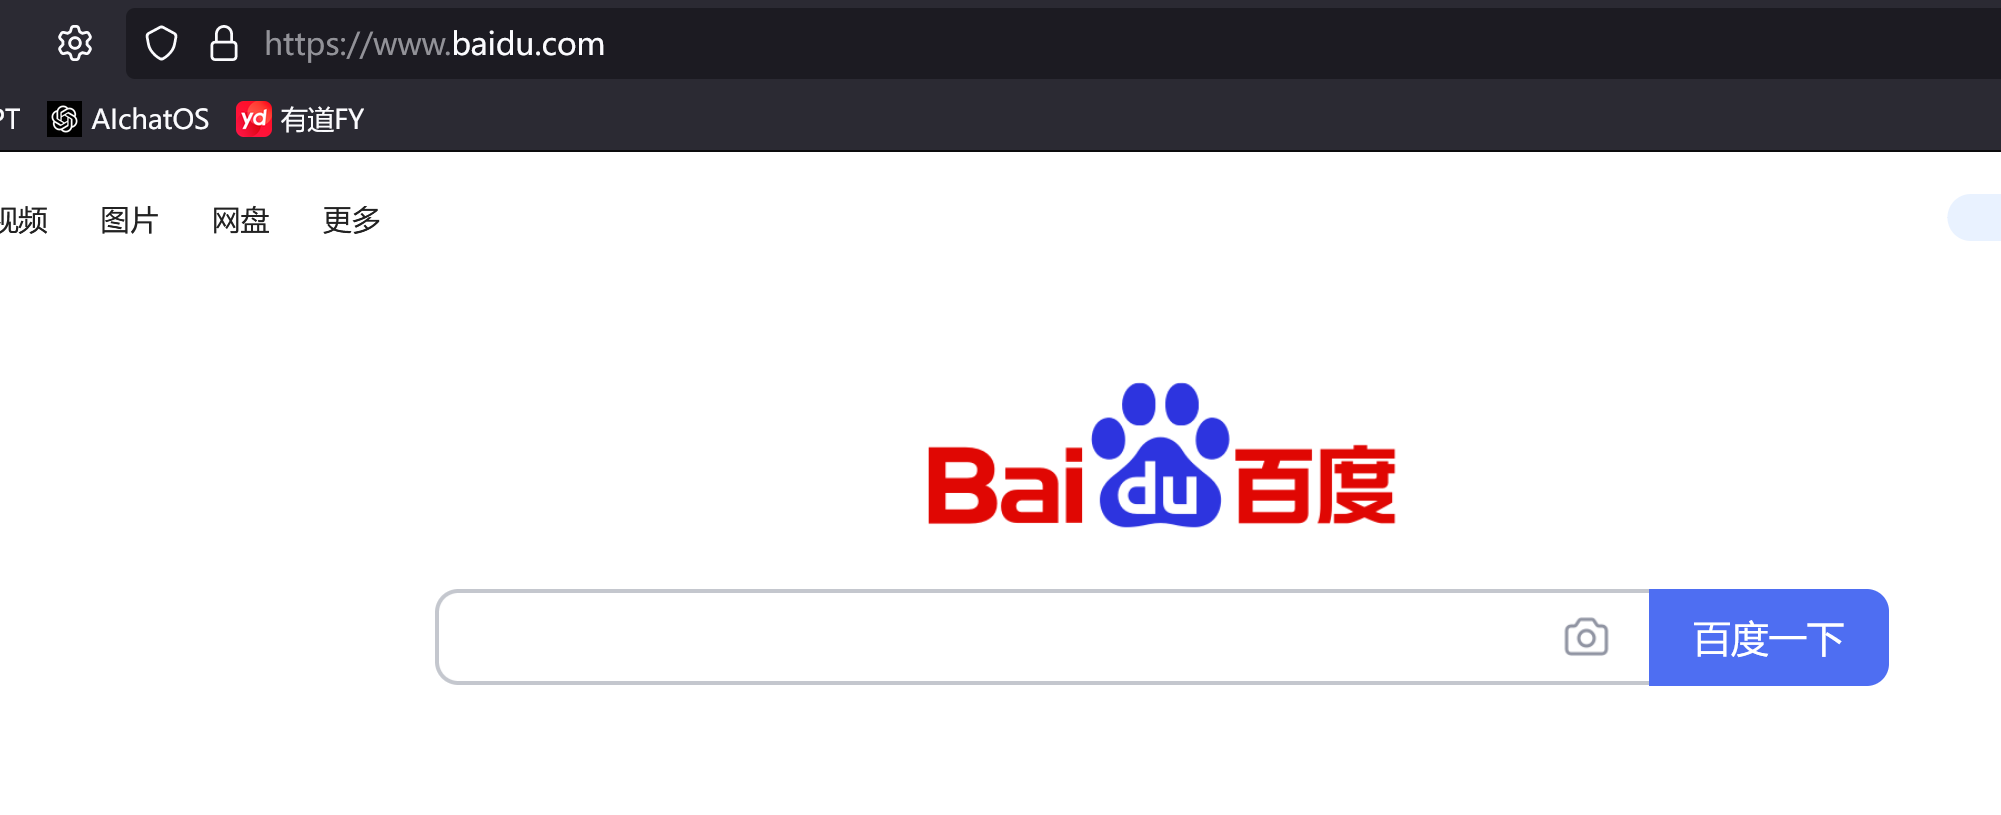 https://www.baidu.com
PT AIchatOS yd 有道FY
视频 图片 网盘 更多
Bai du 百度
百度一下